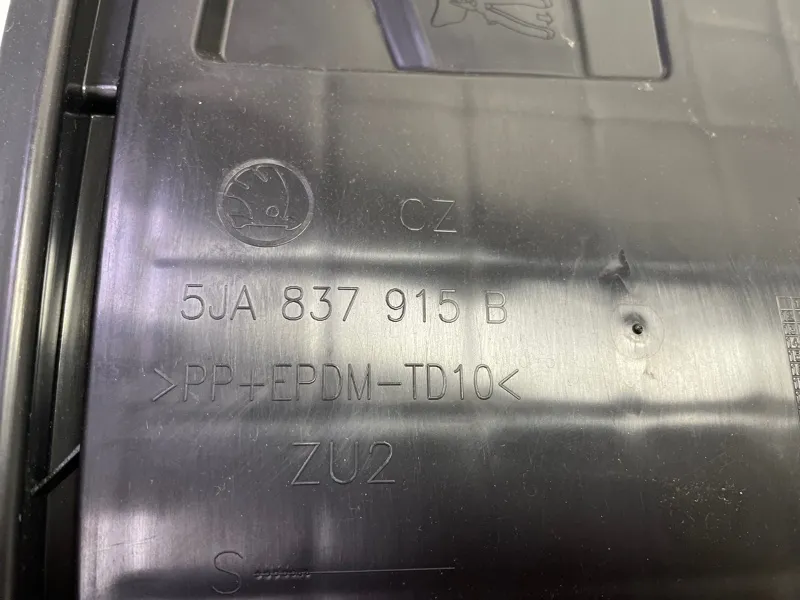 CZ
5JA 837 915 B
>PP+EPDM-TD10<
ZU2
S